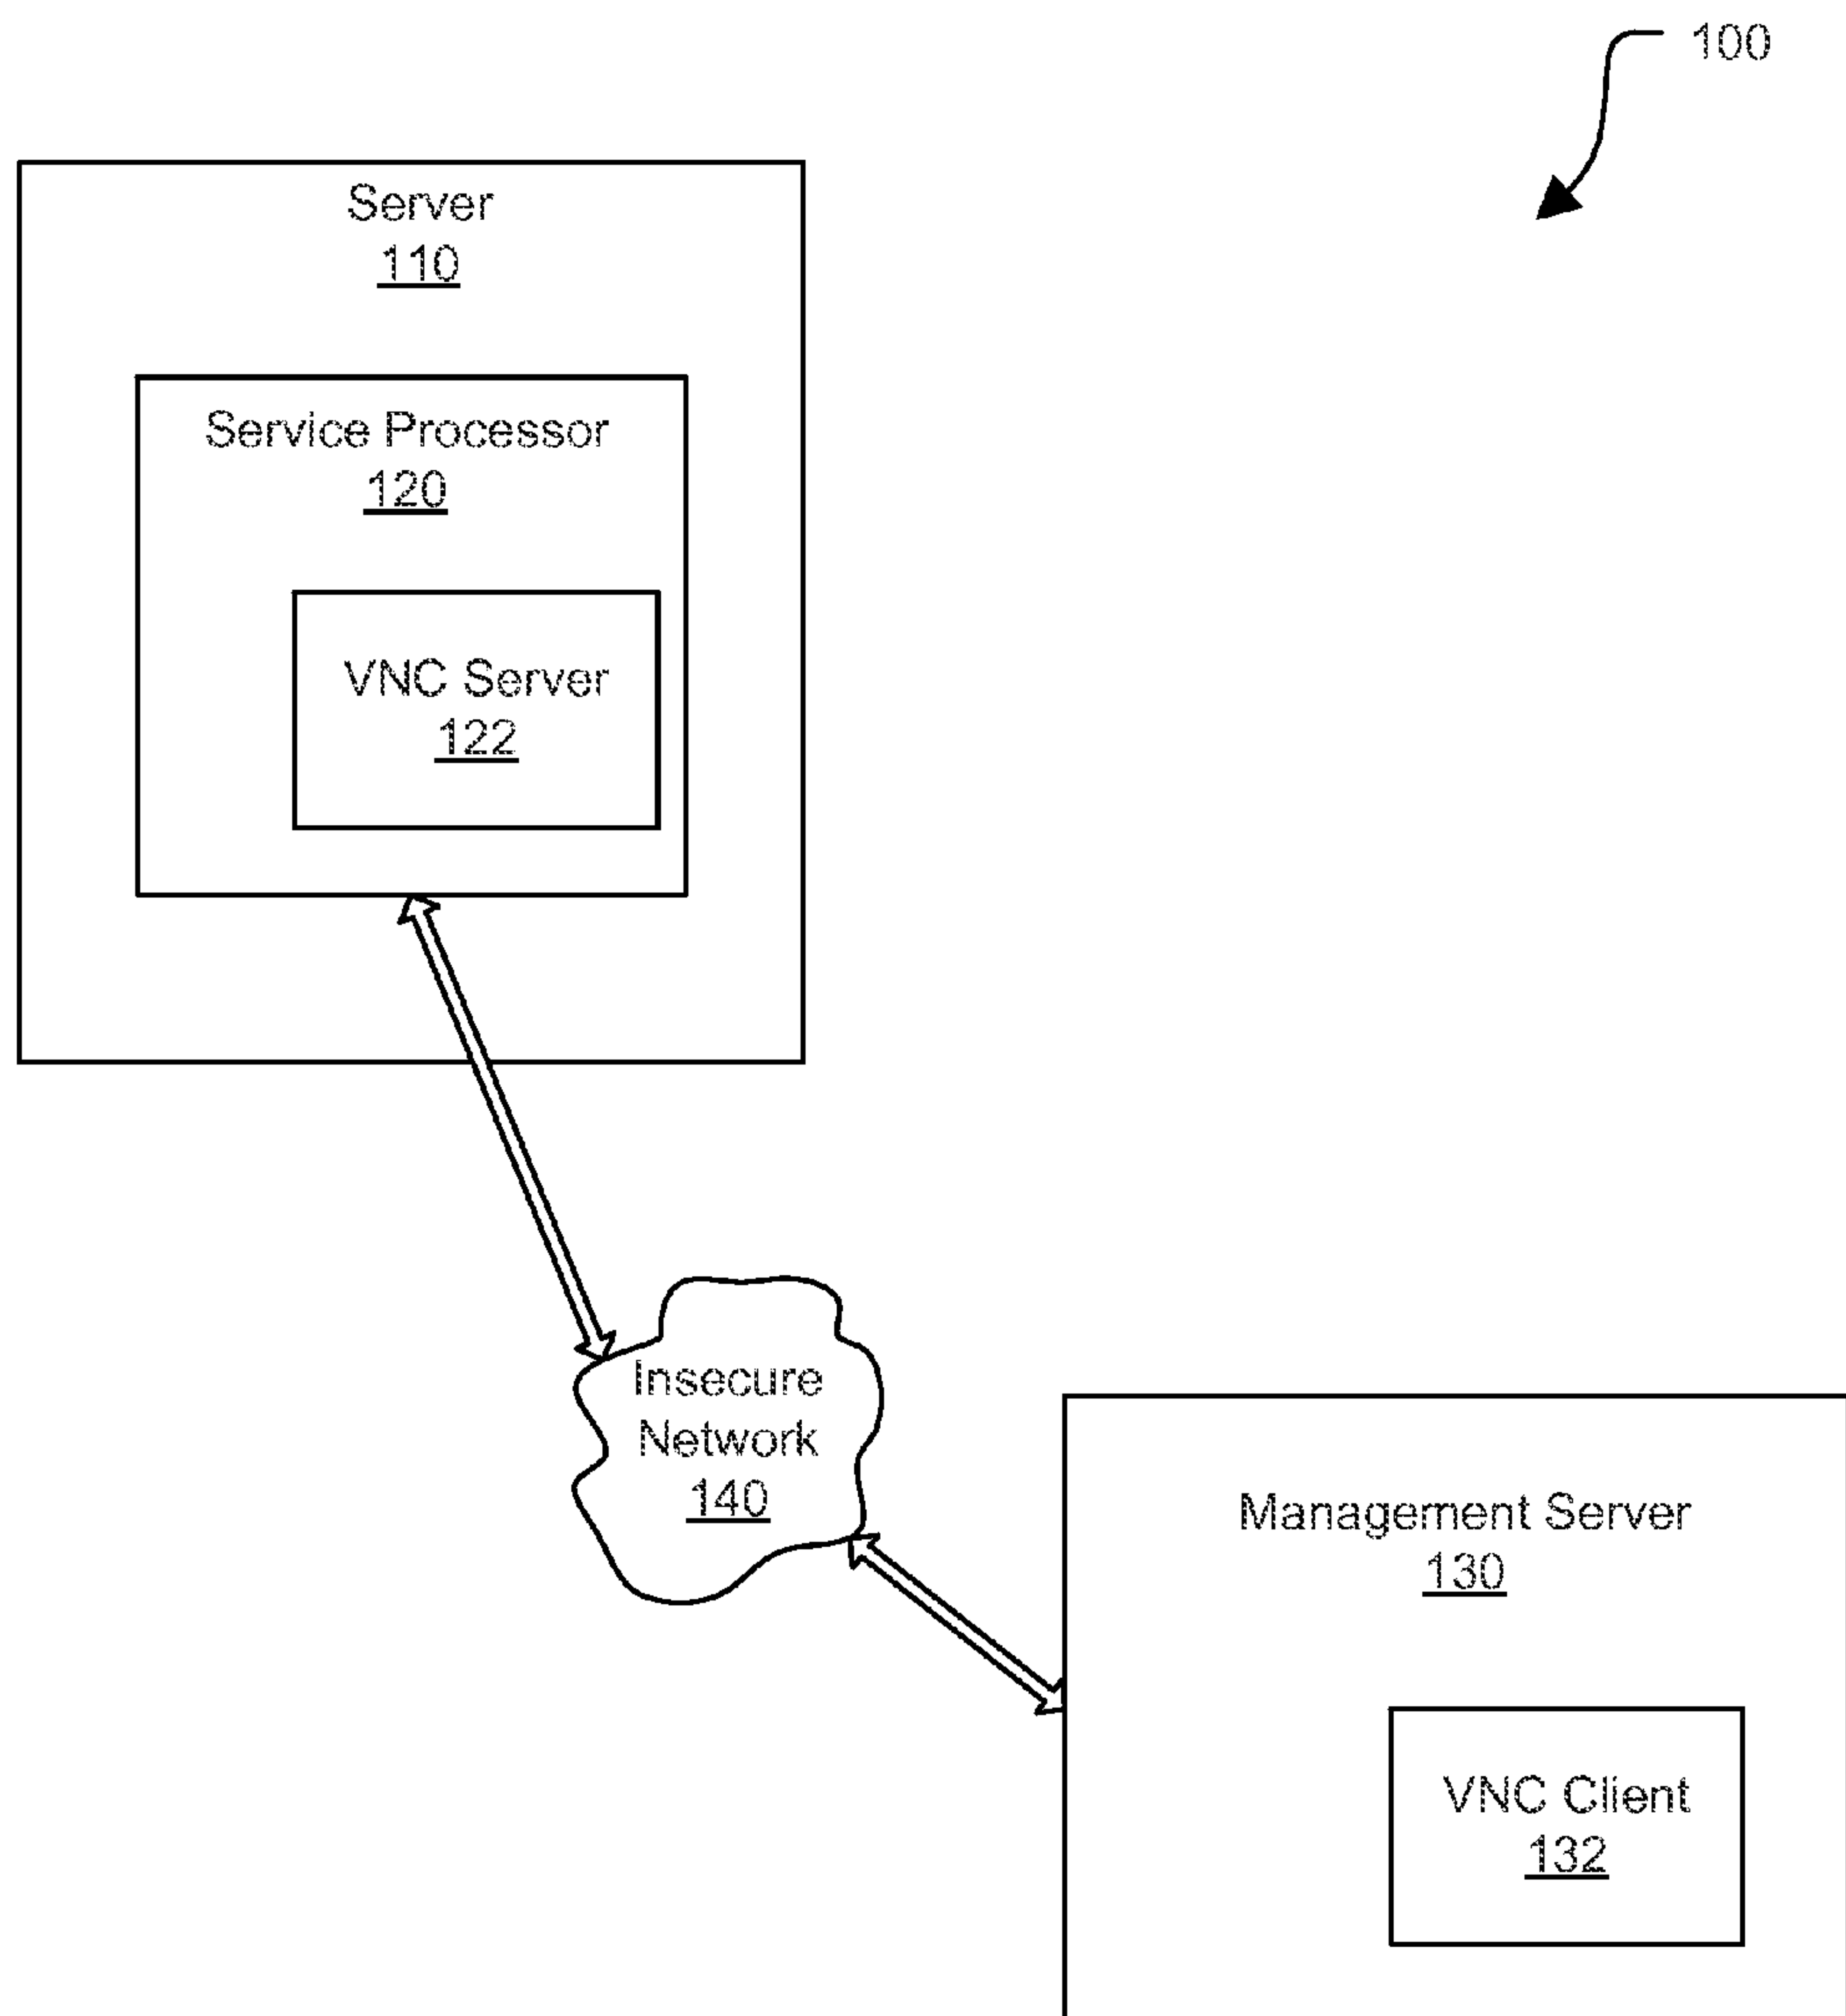 100
Server
110
Service Processor
120
VNC Server
122
Insecure
Network
140
Management Server
130
VNC Client
132